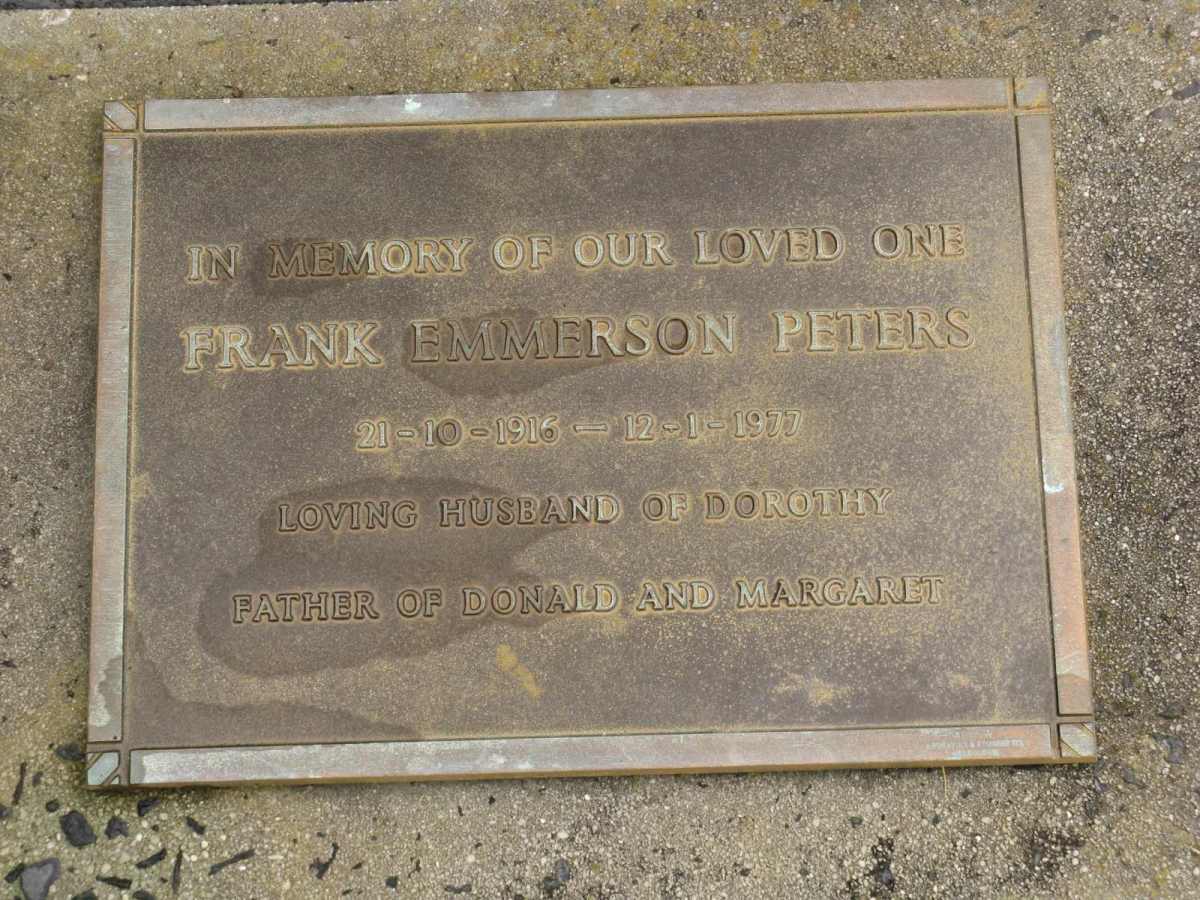 IN MEMORY OF OUR LOVED ONE
FRANK EMMERSON PETERS
21-10-1916 — 12-1-1977
LOVING HUSBAND OF DOROTHY
FATHER OF DONALD AND MARGARET